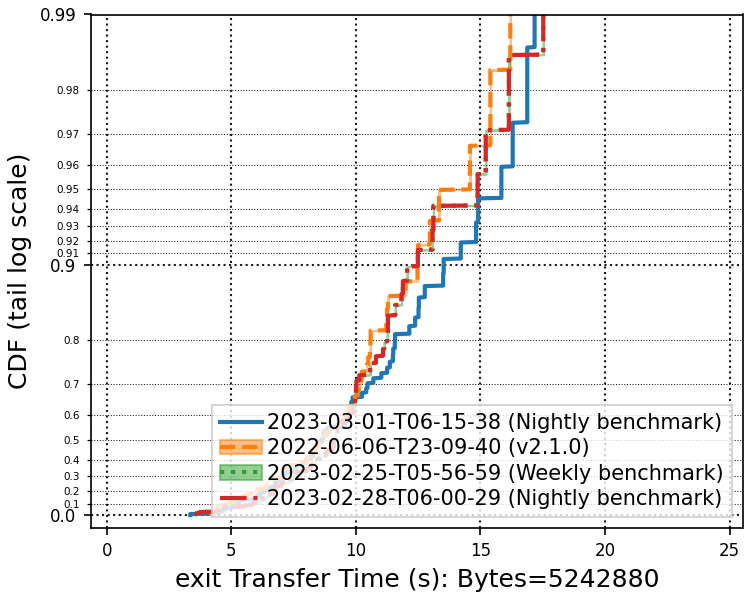 0.99
0.98
0.97
0.96
0.95
0.94
0.93
0.92
0.91
0.9
0.8
0.7
0.6
0.5
0.4
0.3
0.2
0.1
0.0
CDF (tail log scale)
2023-03-01-T06-15-38 (Nightly benchmark)
2022-06-06-T23-09-40 (v2.1.0)
2023-02-25-T05-56-59 (Weekly benchmark)
2023-02-28-T06-00-29 (Nightly benchmark)
0 5 10 15 20 25
exit Transfer Time (s): Bytes=5242880